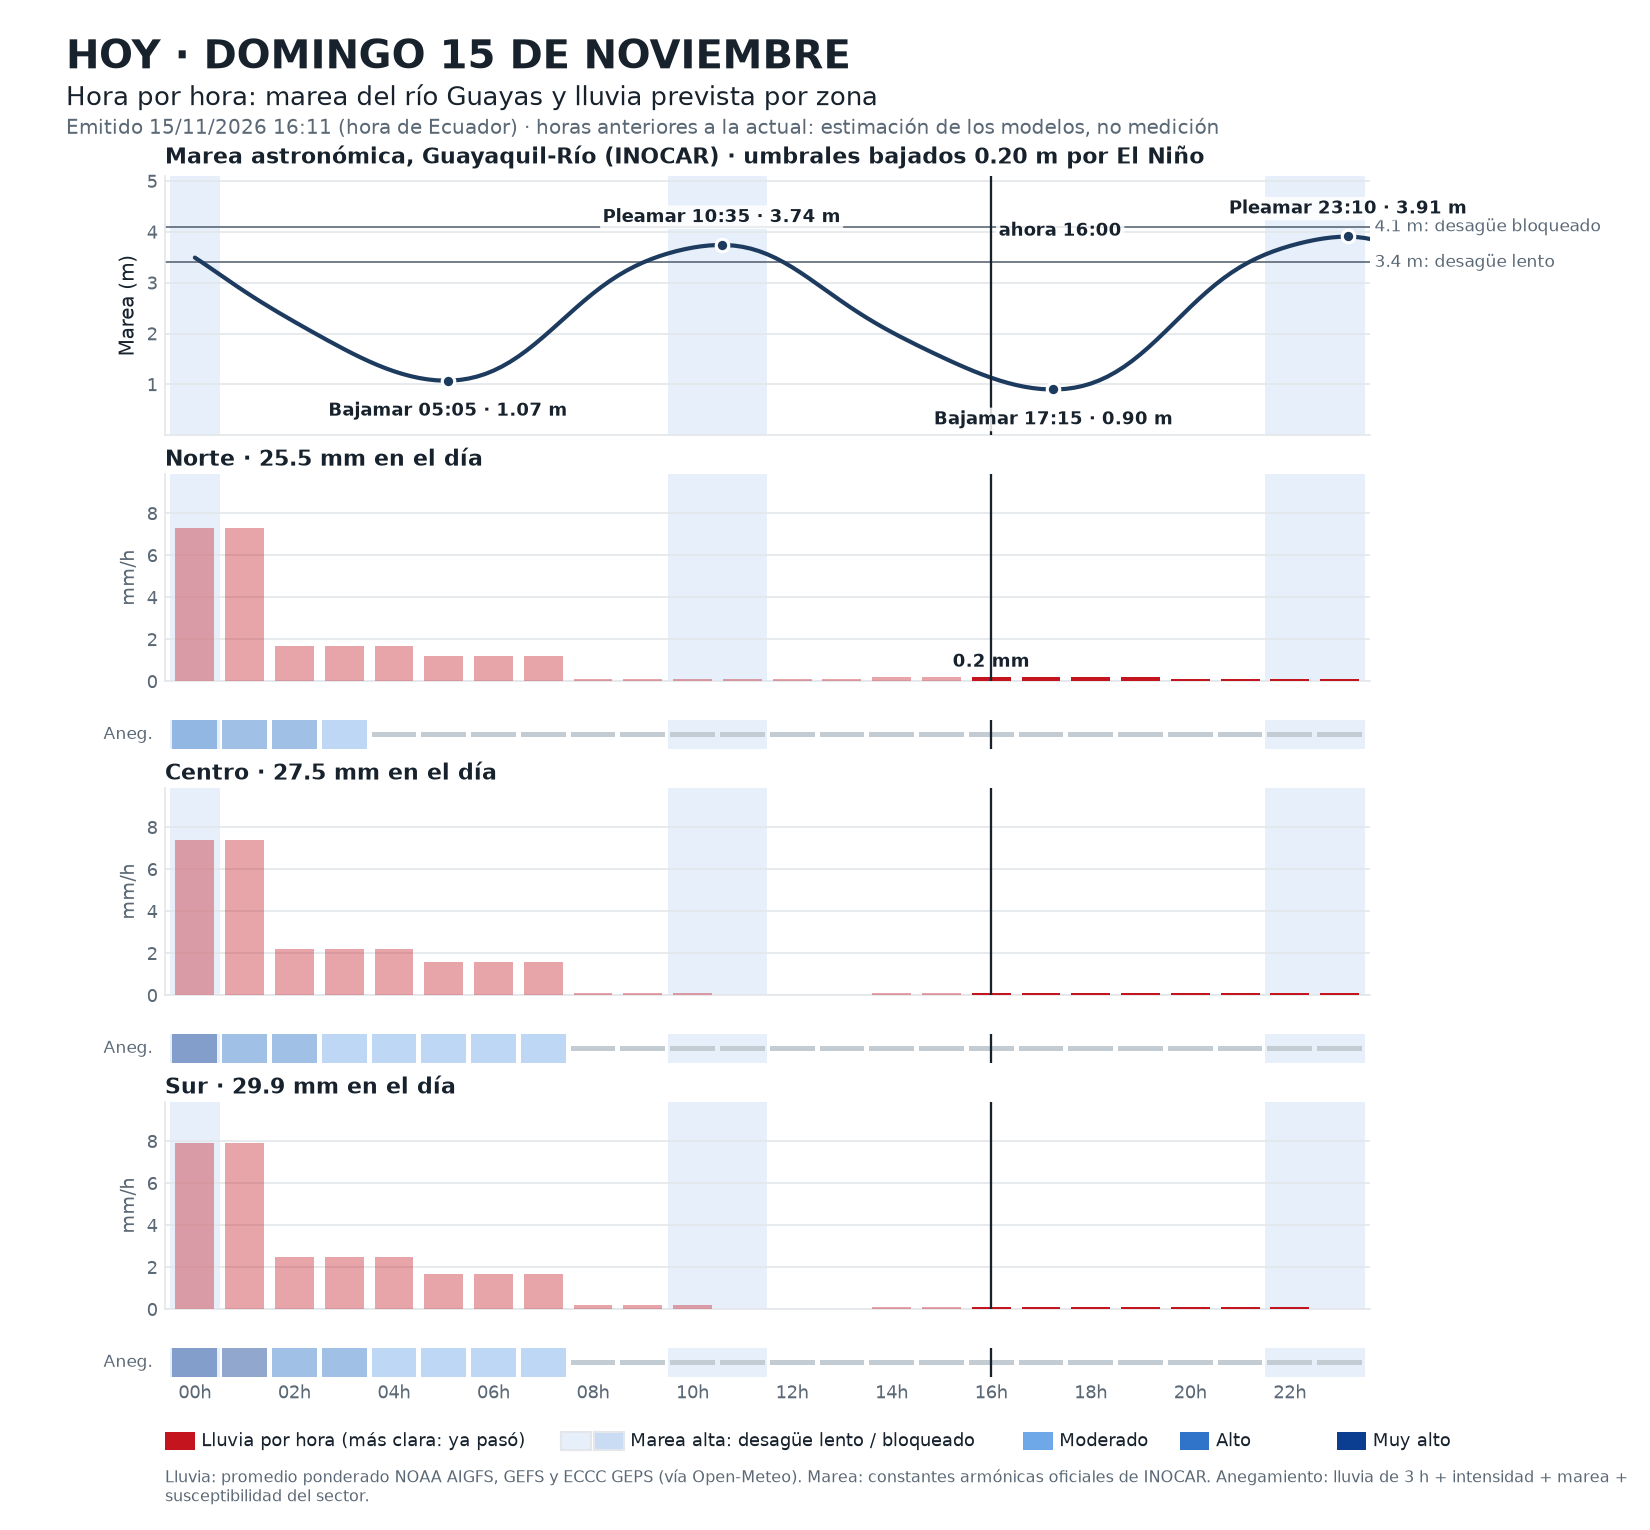 HOY · DOMINGO 15 DE NOVIEMBRE
Hora por hora: marea del río Guayas y lluvia prevista por zona
Emitido 15/11/2026 16:11 (hora de Ecuador) · horas anteriores a la actual: estimación de los modelos, no medición
Marea astronómica, Guayaquil-Río (INOCAR) · umbrales bajados 0.20 m por El Niño
Marea (m)
5
4
3
2
1
Pleamar 10:35 · 3.74 m
ahora 16:00
Pleamar 23:10 · 3.91 m
4.1 m: desagüe bloqueado
3.4 m: desagüe lento
Bajamar 05:05 · 1.07 m
Bajamar 17:15 · 0.90 m
Norte · 25.5 mm en el día
mm/h
8
6
4
2
0
0.2 mm
Aneg.
Centro · 27.5 mm en el día
mm/h
8
6
4
2
0
Aneg.
Sur · 29.9 mm en el día
mm/h
8
6
4
2
0
Aneg.
00h 02h 04h 06h 08h 10h 12h 14h 16h 18h 20h 22h
Lluvia por hora (más clara: ya pasó) Marea alta: desagüe lento / bloqueado Moderado Alto Muy alto
Lluvia: promedio ponderado NOAA AIGFS, GEFS y ECCC GEPS (vía Open-Meteo). Marea: constantes armónicas oficiales de INOCAR. Anegamiento: lluvia de 3 h + intensidad + marea +
susceptibilidad del sector.